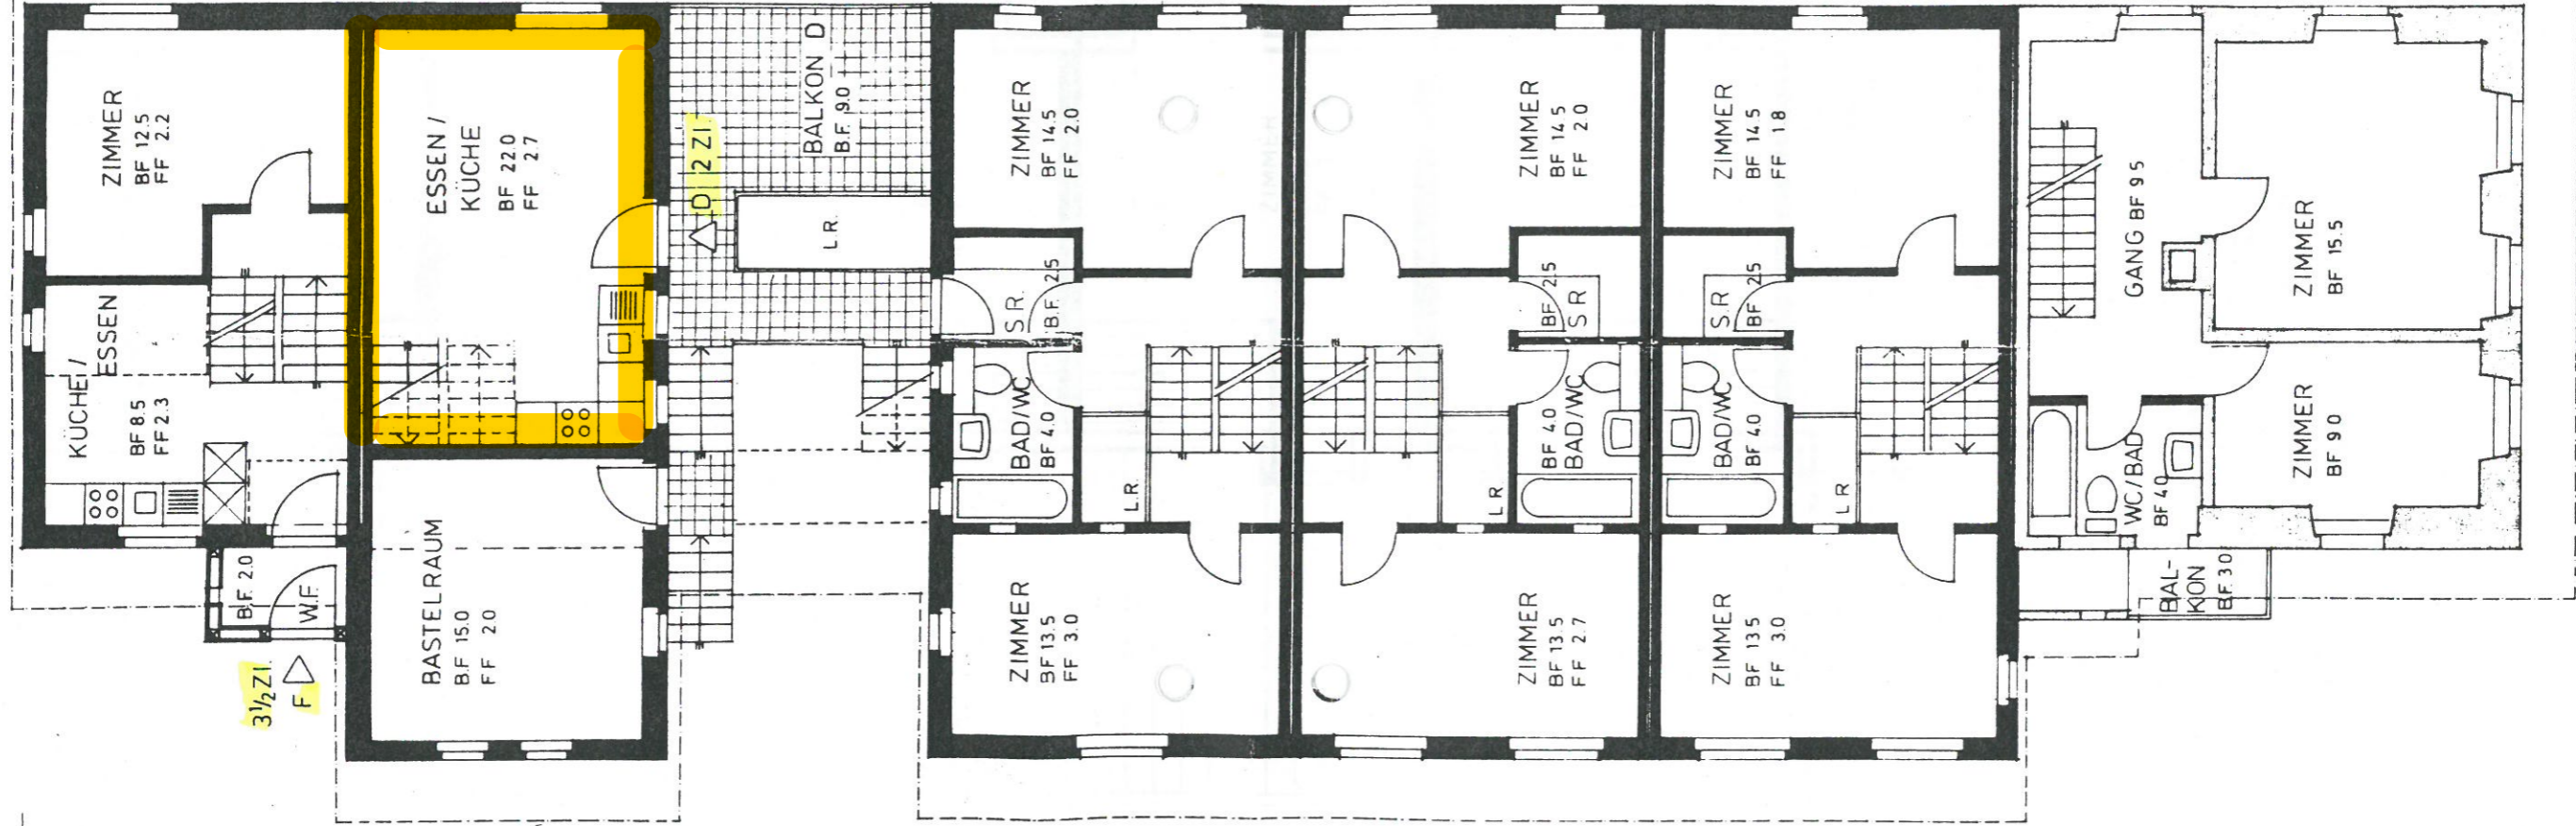 ZIMMER
BF 12.5
FF 2.2
KÜCHE /
ESSEN
BF 8.5
FF 2.3
B.F. 2.0
W.F.
3½ ZI.
F
ESSEN /
KÜCHE
BF 22.0
FF 2.7
BASTELRAUM
B.F 15.0
FF 2.0
D 2 ZI.
BALKON D
B.F. 9.0
L.R.
ZIMMER
BF 14.5
FF 2.0
S.R.
B.F. 2.5
BAD/WC
BF 4.0
L.R.
ZIMMER
BF 13.5
FF 3.0
ZIMMER
BF 14.5
FF 2.0
BF 2.5
S R
BF 4.0
BAD/WC
L R
ZIMMER
BF 13.5
FF 2.7
ZIMMER
BF 14.5
FF 1.8
S.R
BF 2.5
BAD/WC
BF 4.0
L R
ZIMMER
BF 13.5
FF 3.0
GANG BF 9.5
ZIMMER
BF 15.5
ZIMMER
BF 9.0
WC/BAD
BF 4.0
BAL-
KON
B.F. 3.0